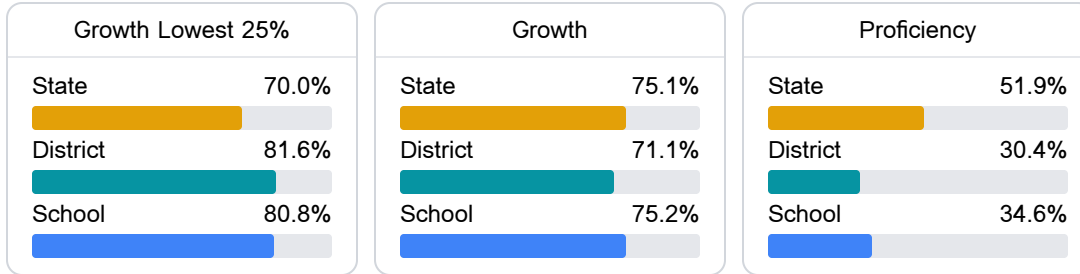 Growth Lowest 25%
State 70.0%
District 81.6%
School 80.8%
Growth
State 75.1%
District 71.1%
School 75.2%
Proficiency
State 51.9%
District 30.4%
School 34.6%